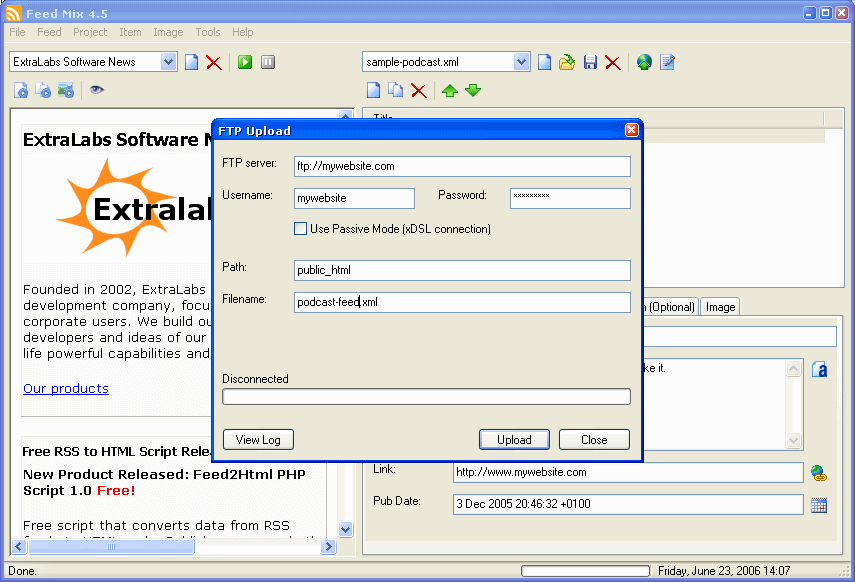 Feed Mix 4.5
File Feed Project Item Image Tools Help
ExtraLabs Software News
sample-podcast.xml
Title
ExtraLabs Software
Extralab
Founded in 2002, ExtraLabs
development company,
corporate users. We build
developers and ideas of our
life powerful capabilities and
Our products
Free RSS to HTML Script
New Product Released: Feed2Html PHP
Script 1.0 Free!
Free script that converts data from RSS
FTP Upload
FTP server: ftp://mywebsite.com
Username: mywebsite Password: *********
Use Passive Mode (xDSL connection)
Path: public_html
Filename: podcast-feed.xml
Disconnected
View Log Upload Close
(Optional) Image
it.
Link: http://www.mywebsite.com
Pub Date: 3 Dec 2005 20:46:32 +0100
Done. Friday, June 23, 2006 14:07